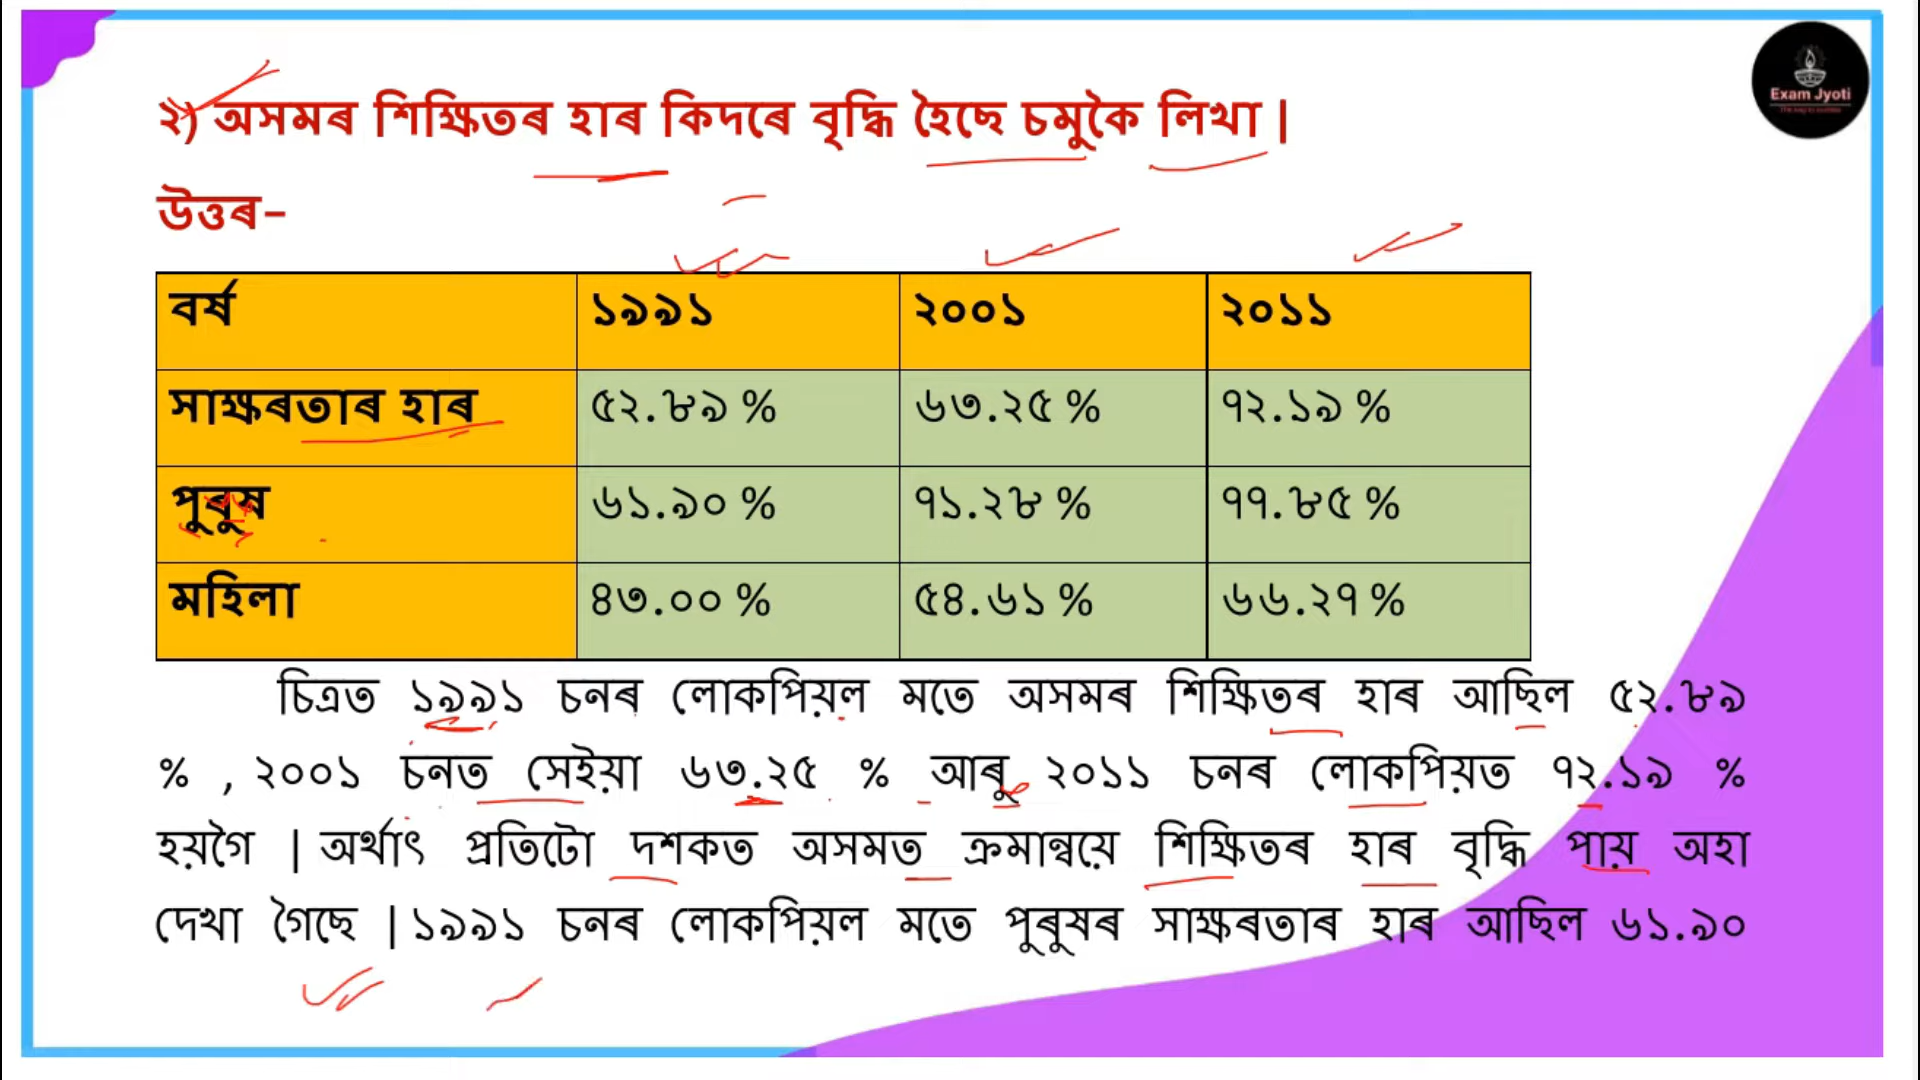 Exam Jyoti
২) অসমৰ শিক্ষিতৰ হাৰ কিদৰে বৃদ্ধি হৈছে চমুকৈ লিখা |
উত্তৰ–
বৰ্ষ ১৯৯১ ২০০১ ২০১১
সাক্ষৰতাৰ হাৰ ৫২.৮৯ % ৬৩.২৫ % ৭২.১৯ %
পুৰুষ ৬১.৯০ % ৭১.২৮ % ৭৭.৮৫ %
মহিলা ৪৩.০০ % ৫৪.৬১ % ৬৬.২৭ %
চিত্ৰত ১৯৯১ চনৰ লোকপিয়ল মতে অসমৰ শিক্ষিতৰ হাৰ আছিল ৫২.৮৯
% , ২০০১ চনত সেইয়া ৬৩.২৫ % আৰু ২০১১ চনৰ লোকপিয়ত ৭২.১৯ %
হয়গৈ | অৰ্থাৎ প্ৰতিটো দশকত অসমত ক্ৰমান্বয়ে শিক্ষিতৰ হাৰ বৃদ্ধি পায় অহা
দেখা গৈছে | ১৯৯১ চনৰ লোকপিয়ল মতে পুৰুষৰ সাক্ষৰতাৰ হাৰ আছিল ৬১.৯০